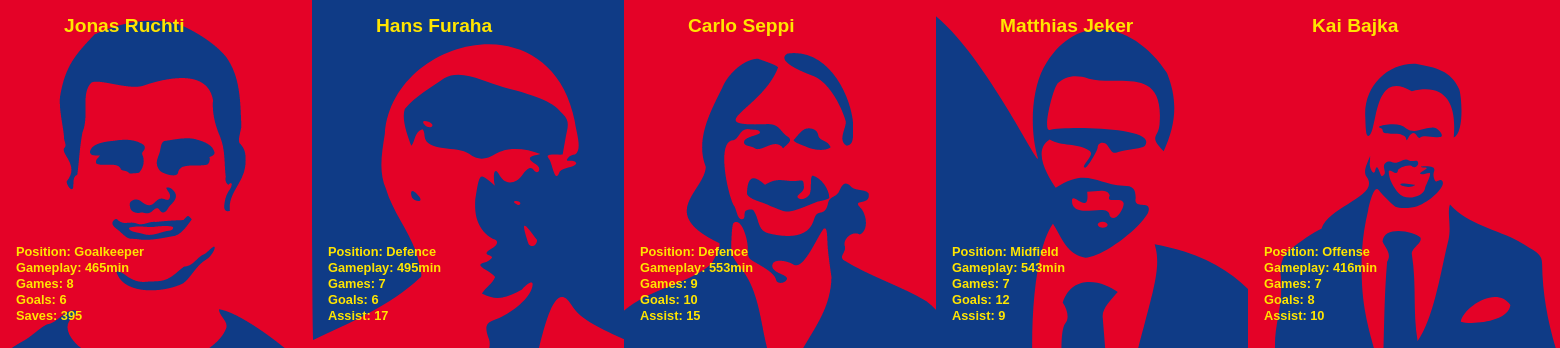 Jonas Ruchti
Position: Goalkeeper
Gameplay: 465min
Games: 8
Goals: 6
Saves: 395
Hans Furaha
Position: Defence
Gameplay: 495min
Games: 7
Goals: 6
Assist: 17
Carlo Seppi
Position: Defence
Gameplay: 553min
Games: 9
Goals: 10
Assist: 15
Matthias Jeker
Position: Midfield
Gameplay: 543min
Games: 7
Goals: 12
Assist: 9
Kai Bajka
Position: Offense
Gameplay: 416min
Games: 7
Goals: 8
Assist: 10